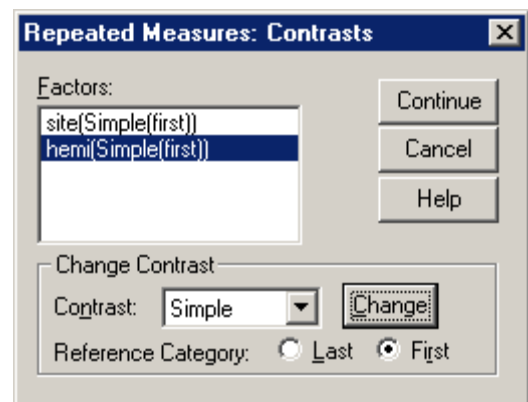 Repeated Measures: Contrasts
Factors:
site(Simple(first))
hemi(Simple(first))
Continue
Cancel
Help
Change Contrast
Contrast: Simple Change
Reference Category: Last First